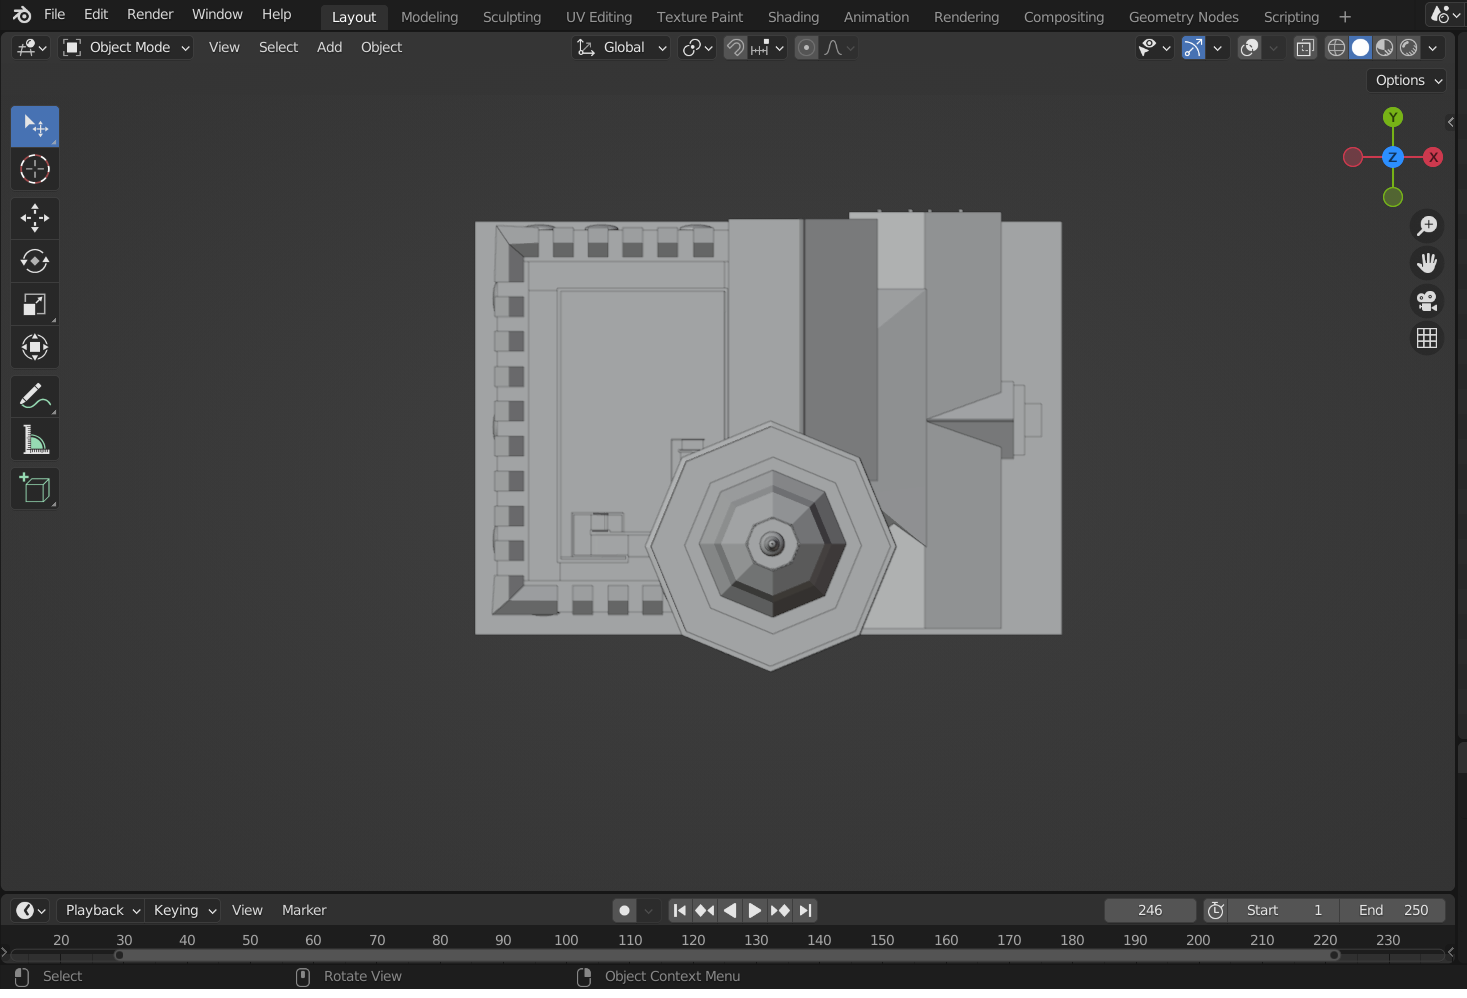 File Edit Render Window Help Layout Modeling Sculpting UV Editing Texture Paint Shading Animation Rendering Compositing Geometry Nodes Scripting +
Object Mode View Select Add Object Global
Options
Y
Z X
Playback Keying View Marker 246 Start 1 End 250
20 30 40 50 60 70 80 90 100 110 120 130 140 150 160 170 180 190 200 210 220 230
Select Rotate View Object Context Menu